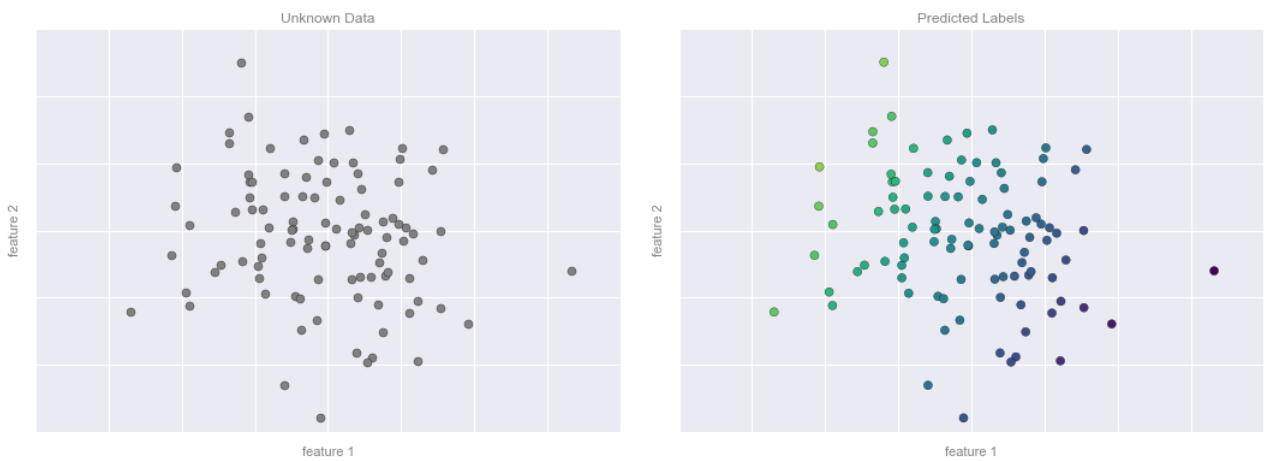 Unknown Data
Predicted Labels
feature 2
feature 1
feature 2
feature 1